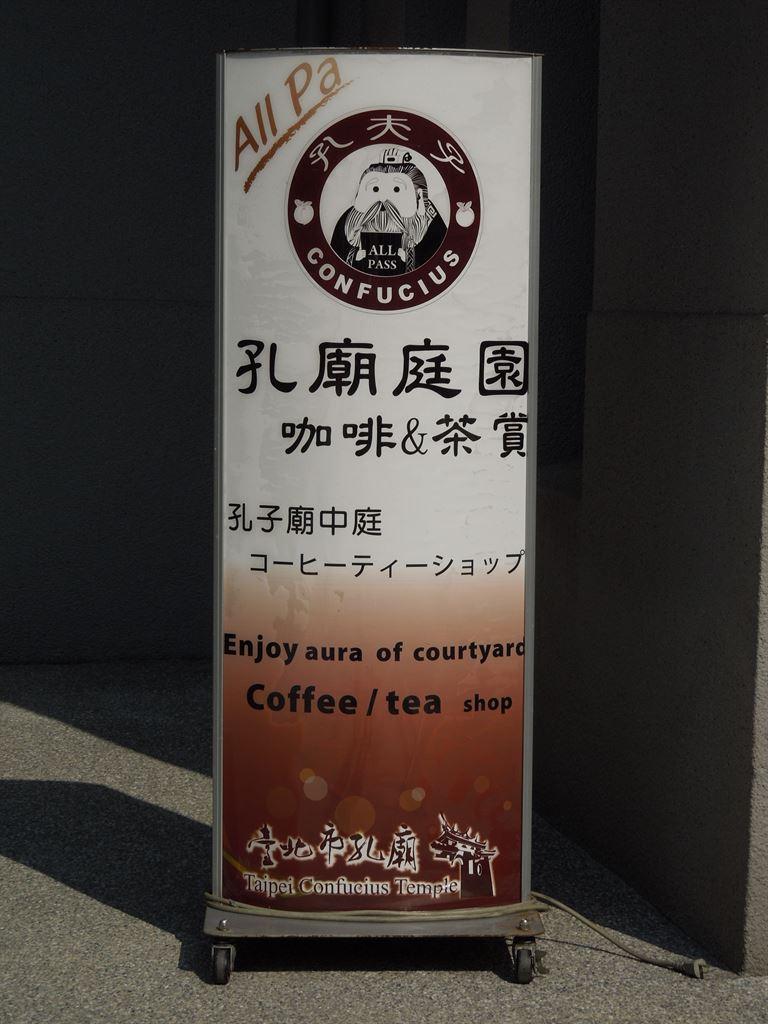 All Pa
孔夫子
ALL
PASS
CONFUCIUS
孔廟庭園
咖啡&茶賞
孔子廟中庭
コーヒーティーショップ
Enjoy aura of courtyard
Coffee / tea shop
臺北市孔廟
Taipei Confucius Temple